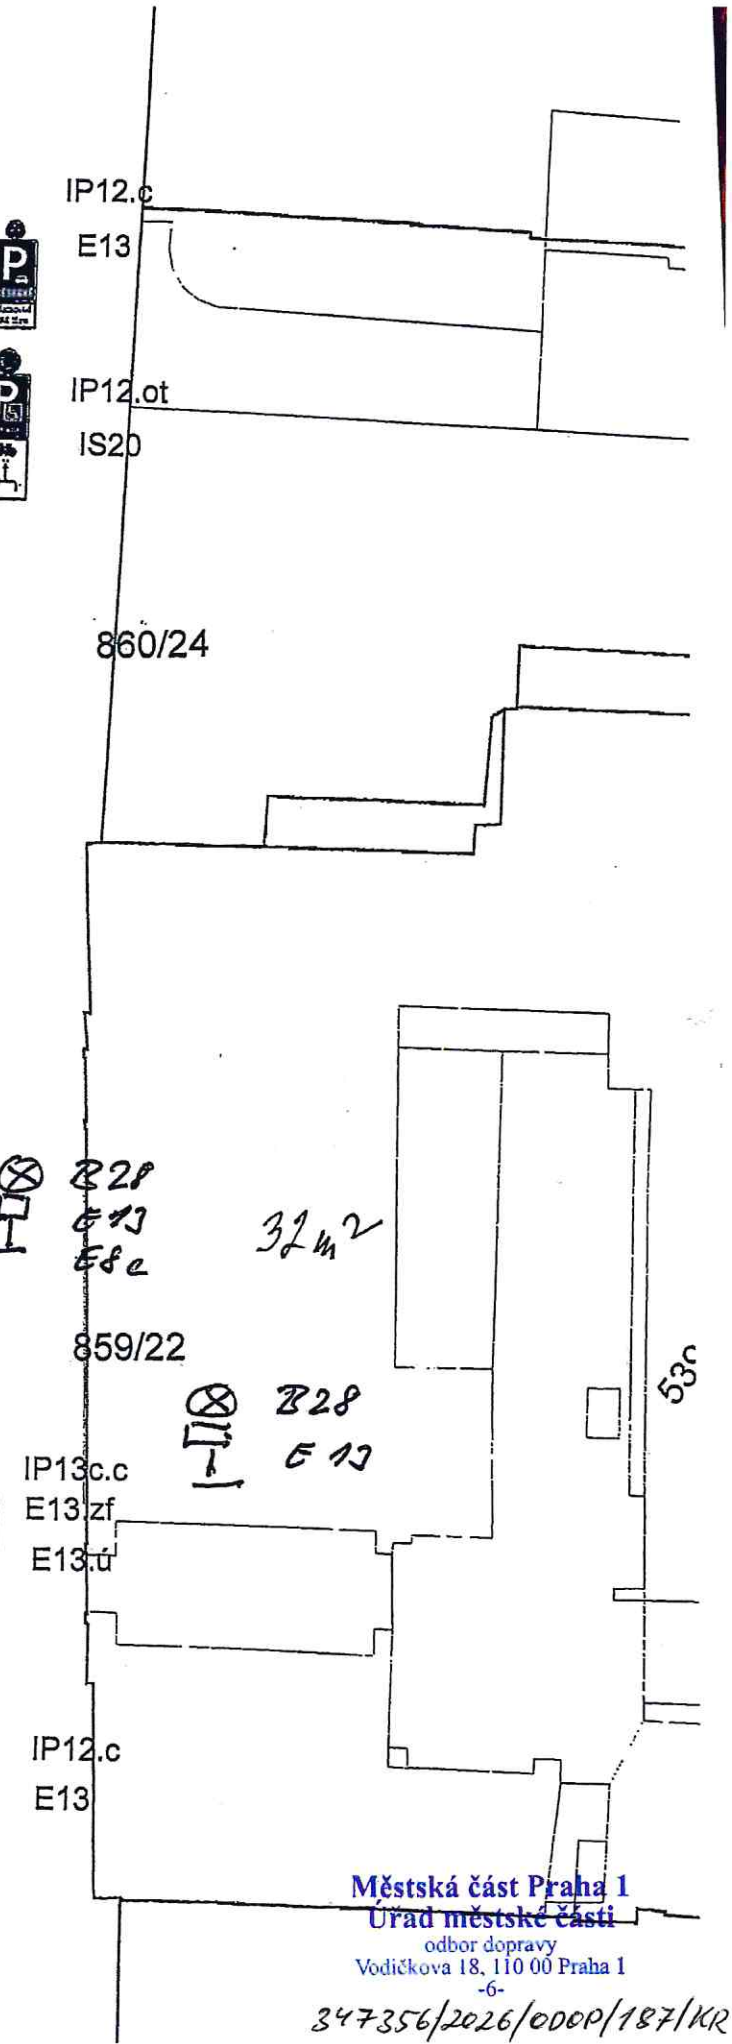 IP12.c
E13
P
IP12.ot
P
IS20
860/24
B28
E13
E8e
32 m²
859/22
B28
E13
IP13c.c
E13.zf
E13.ú
IP12.c
E13
Městská část Praha 1
Úřad městské části
odbor dopravy
Vodičkova 18, 110 00 Praha 1
-6-
347356/2026/ODOP/187/KR